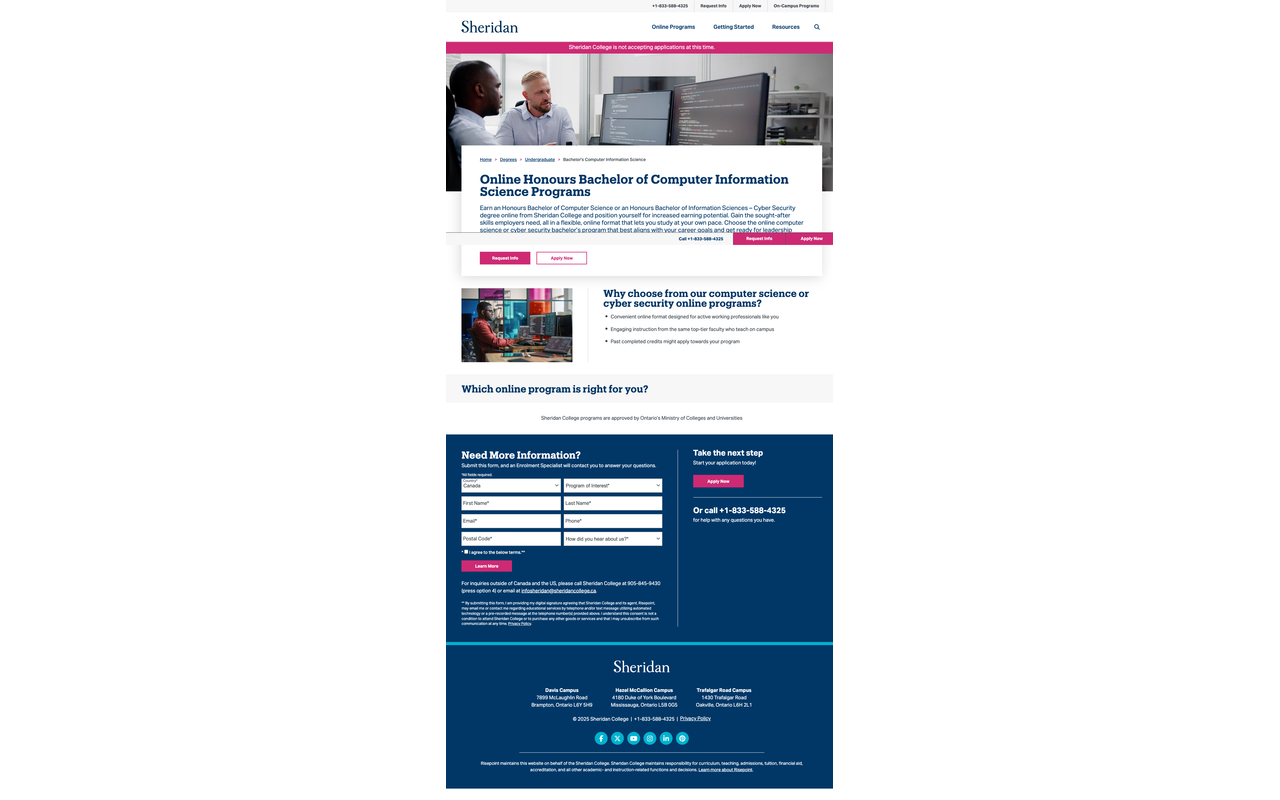 +1-833-588-4325 Request Info Apply Now On-Campus Programs
Sheridan
Online Programs Getting Started Resources
Sheridan College is not accepting applications at this time.
Home > Degrees > Undergraduate > Bachelor's Computer Information Science
Online Honours Bachelor of Computer Information
Science Programs
Earn an Honours Bachelor of Computer Science or an Honours Bachelor of Information Sciences – Cyber Security
degree online from Sheridan College and position yourself for increased earning potential. Gain the sought-after
skills employers need, all in a flexible, online format that lets you study at your own pace. Choose the online computer
science or cyber security bachelor's program that best aligns with your career goals and get ready for leadership
Call +1-833-588-4325 Request Info Apply Now
Request Info Apply Now
Why choose from our computer science or
cyber security online programs?
• Convenient online format designed for active working professionals like you
• Engaging instruction from the same top-tier faculty who teach on campus
• Past completed credits might apply towards your program
Which online program is right for you?
Sheridan College programs are approved by Ontario's Ministry of Colleges and Universities
Need More Information?
Submit this form, and an Enrolment Specialist will contact you to answer your questions.
*All fields required.
Country*
Canada
Program of Interest*
First Name*
Last Name*
Email*
Phone*
Postal Code*
How did you hear about us?*
* I agree to the below terms.**
Learn More
For inquiries outside of Canada and the US, please call Sheridan College at 905-845-9430
(press option 4) or email at infosheridan@sheridancollege.ca.
** By submitting this form, I am providing my digital signature agreeing that Sheridan College and its agent, Risepoint,
may email me or contact me regarding educational services by telephone and/or text message utilizing automated
technology or a pre-recorded message at the telephone number(s) provided above. I understand this consent is not a
condition to attend Sheridan College or to purchase any other goods or services and that I may unsubscribe from such
communication at any time. Privacy Policy.
Take the next step
Start your application today!
Apply Now
Or call +1-833-588-4325
for help with any questions you have.
Sheridan
Davis Campus
7899 McLaughlin Road
Brampton, Ontario L6Y 5H9
Hazel McCallion Campus
4180 Duke of York Boulevard
Mississauga, Ontario L5B 0G5
Trafalgar Road Campus
1430 Trafalgar Road
Oakville, Ontario L6H 2L1
© 2025 Sheridan College | +1-833-588-4325 | Privacy Policy
Risepoint maintains this website on behalf of the Sheridan College. Sheridan College maintains responsibility for curriculum, teaching, admissions, tuition, financial aid,
accreditation, and all other academic- and instruction-related functions and decisions. Learn more about Risepoint.